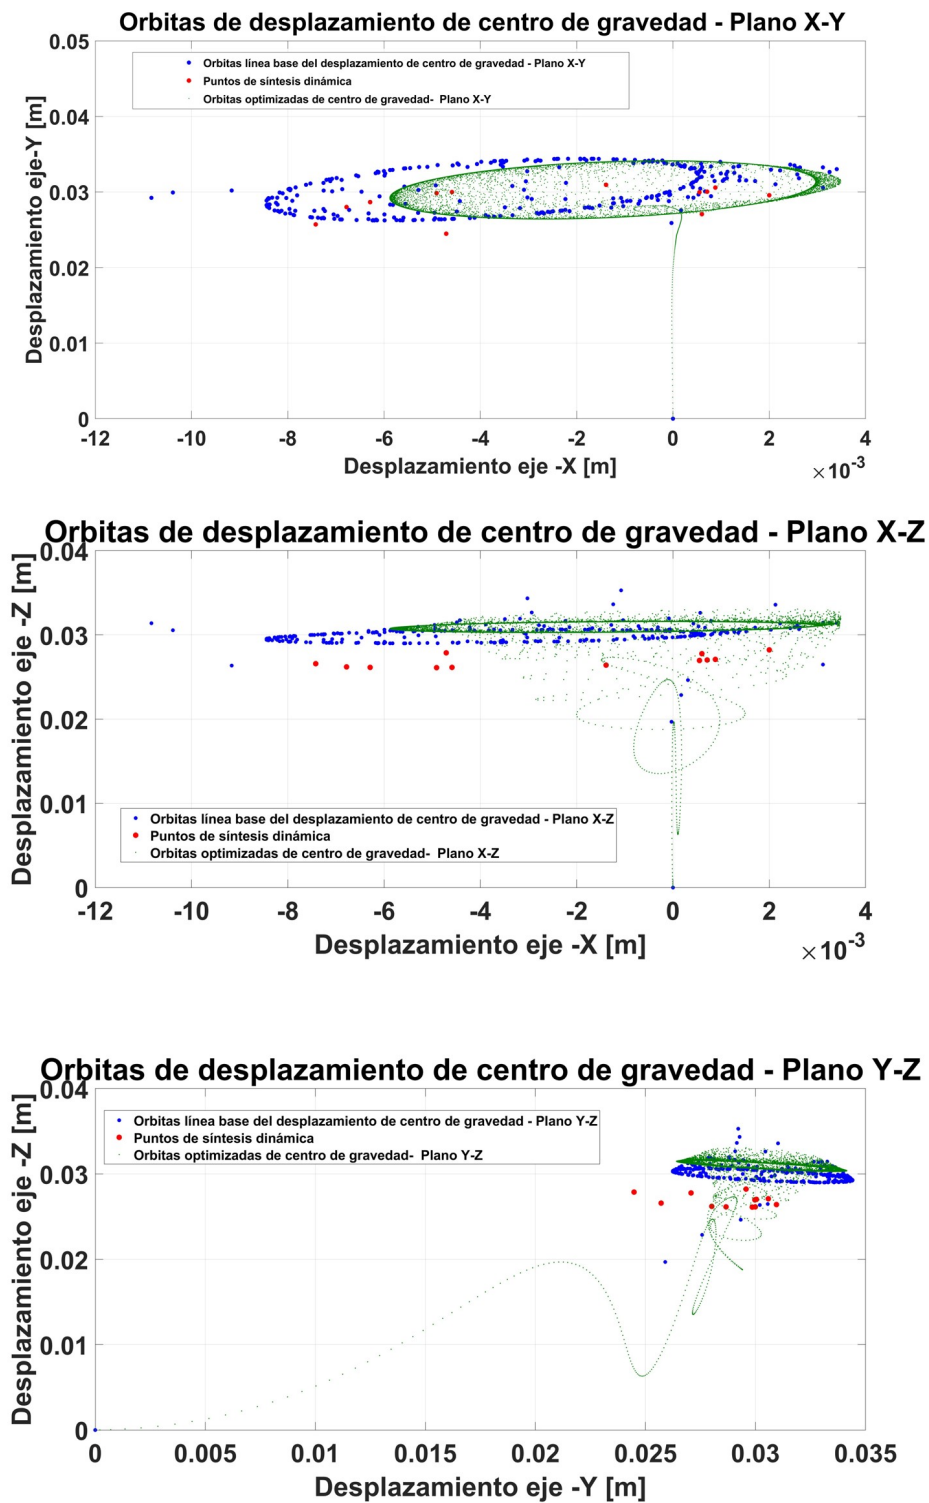 Orbitas de desplazamiento de centro de gravedad - Plano X-Y
0.05
Orbitas línea base del desplazamiento de centro de gravedad - Plano X-Y
Puntos de síntesis dinámica
Orbitas optimizadas de centro de gravedad-  Plano X-Y
0.04
0.03
0.02
0.01
0
Desplazamiento eje-Y [m]
-12 -10 -8 -6 -4 -2 0 2 4
Desplazamiento eje -X [m]
×10-3
Orbitas de desplazamiento de centro de gravedad - Plano X-Z
0.04
0.03
0.02
0.01
0
Desplazamiento eje -Z [m]
Orbitas línea base del desplazamiento de centro de gravedad - Plano X-Z
Puntos de síntesis dinámica
Orbitas optimizadas de centro de gravedad-  Plano X-Z
-12 -10 -8 -6 -4 -2 0 2 4
Desplazamiento eje -X [m]
×10-3
Orbitas de desplazamiento de centro de gravedad - Plano Y-Z
0.04
Orbitas línea base del desplazamiento de centro de gravedad - Plano Y-Z
Puntos de síntesis dinámica
Orbitas optimizadas de centro de gravedad-  Plano Y-Z
0.03
0.02
0.01
0
Desplazamiento eje -Z [m]
0 0.005 0.01 0.015 0.02 0.025 0.03 0.035
Desplazamiento eje -Y [m]